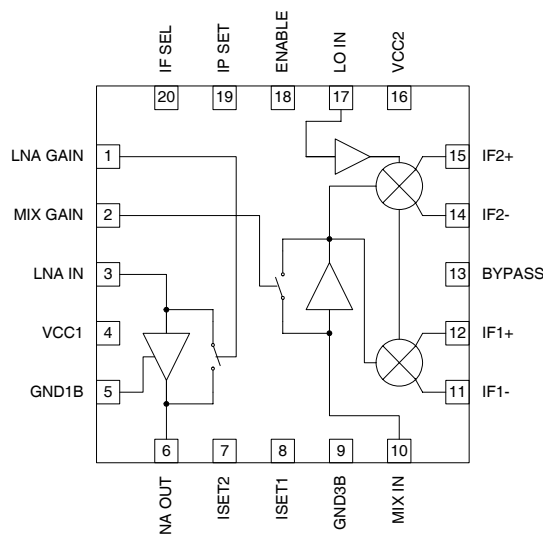 IF SEL
IP SET
ENABLE
LO IN
VCC2
20
19
18
17
16
LNA GAIN
1
15
IF2+
MIX GAIN
2
14
IF2-
LNA IN
3
13
BYPASS
VCC1
4
12
IF1+
GND1B
5
11
IF1-
6
7
8
9
10
NA OUT
ISET2
ISET1
GND3B
MIX IN